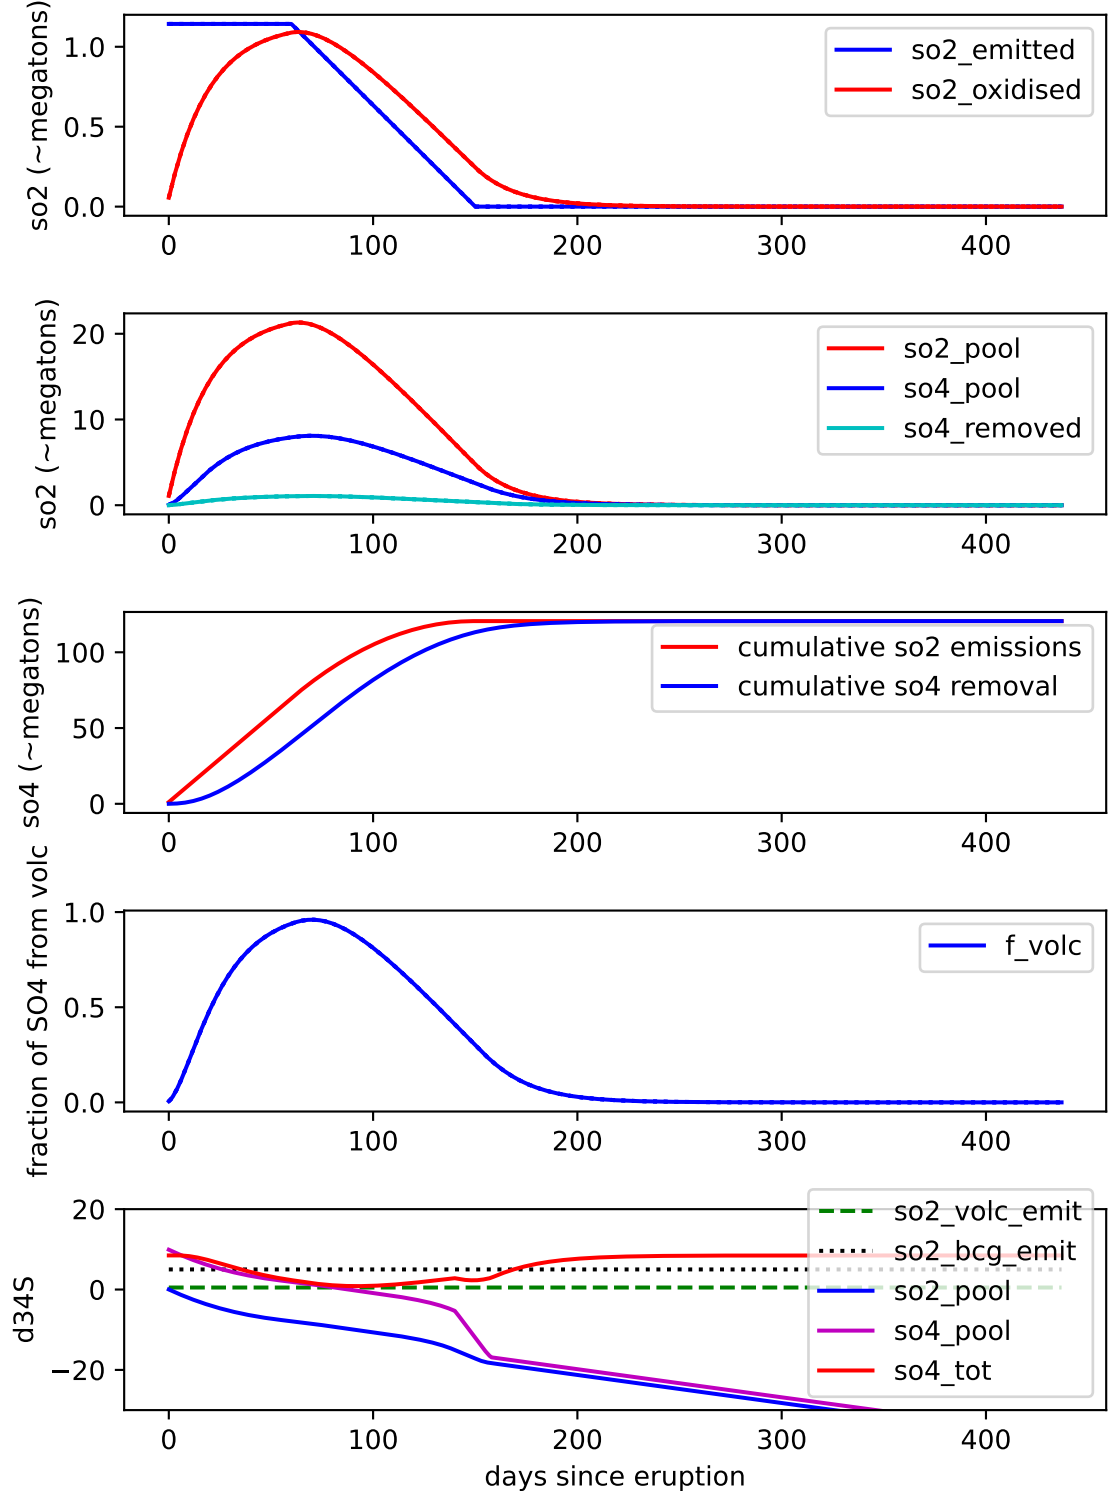 so2 (~megatons)
1.0
0.5
0.0
so2_emitted
so2_oxidised
0 100 200 300 400
so2 (~megatons)
20
10
0
so2_pool
so4_pool
so4_removed
0 100 200 300 400
so4 (~megatons)
100
50
0
cumulative so2 emissions
cumulative so4 removal
0 100 200 300 400
fraction of SO4 from volc
1.0
0.5
0.0
f_volc
0 100 200 300 400
d34S
20
0
−20
so2_volc_emit
so2_bcg_emit
so2_pool
so4_pool
so4_tot
0 100 200 300 400
days since eruption